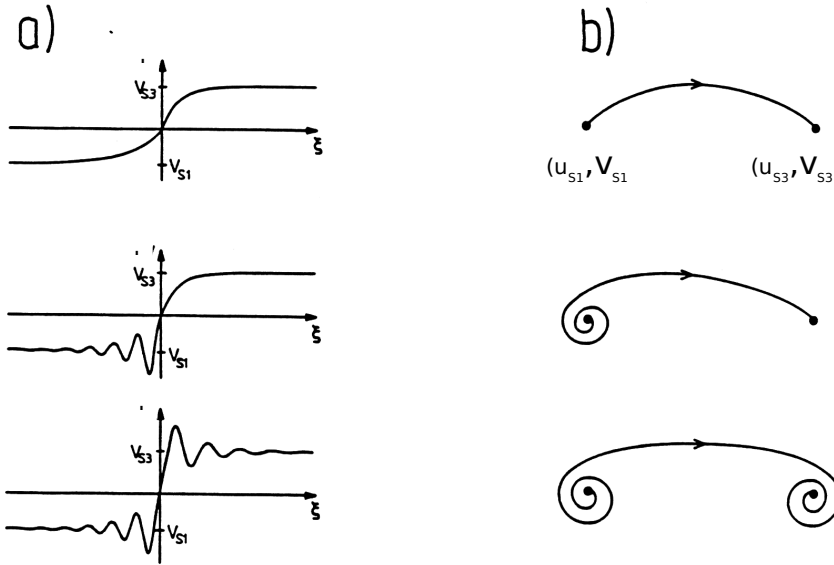 a)
b)
V_S3
ξ
V_S1
(u_S1, V_S1
(u_S3, V_S3
V_S3
ξ
V_S1
V_S3
ξ
V_S1